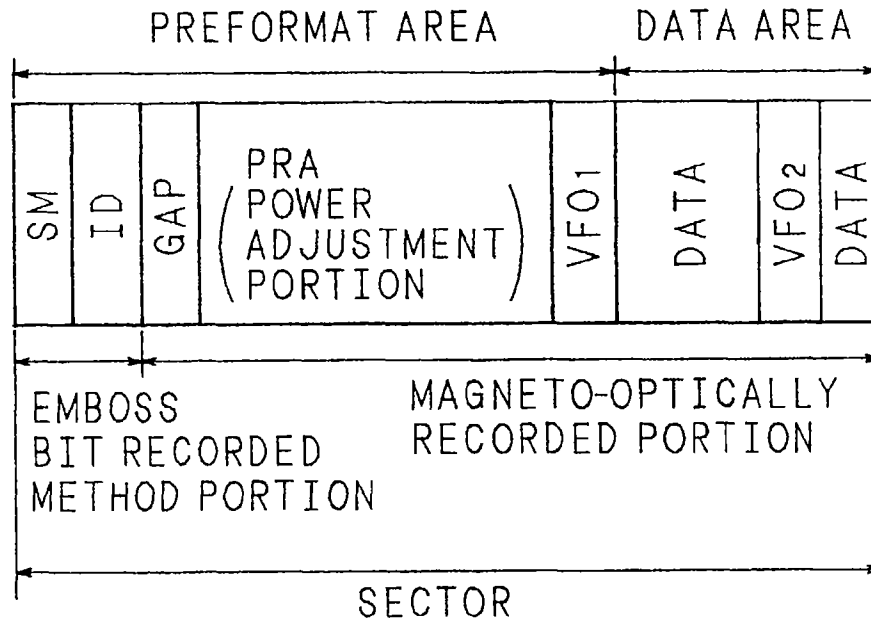 PREFORMAT AREA
DATA AREA
SM
ID
GAP
PRA
(POWER
ADJUSTMENT
PORTION)
VFO1
DATA
VFO2
DATA
EMBOSS
BIT RECORDED
METHOD PORTION
MAGNETO-OPTICALLY
RECORDED PORTION
SECTOR